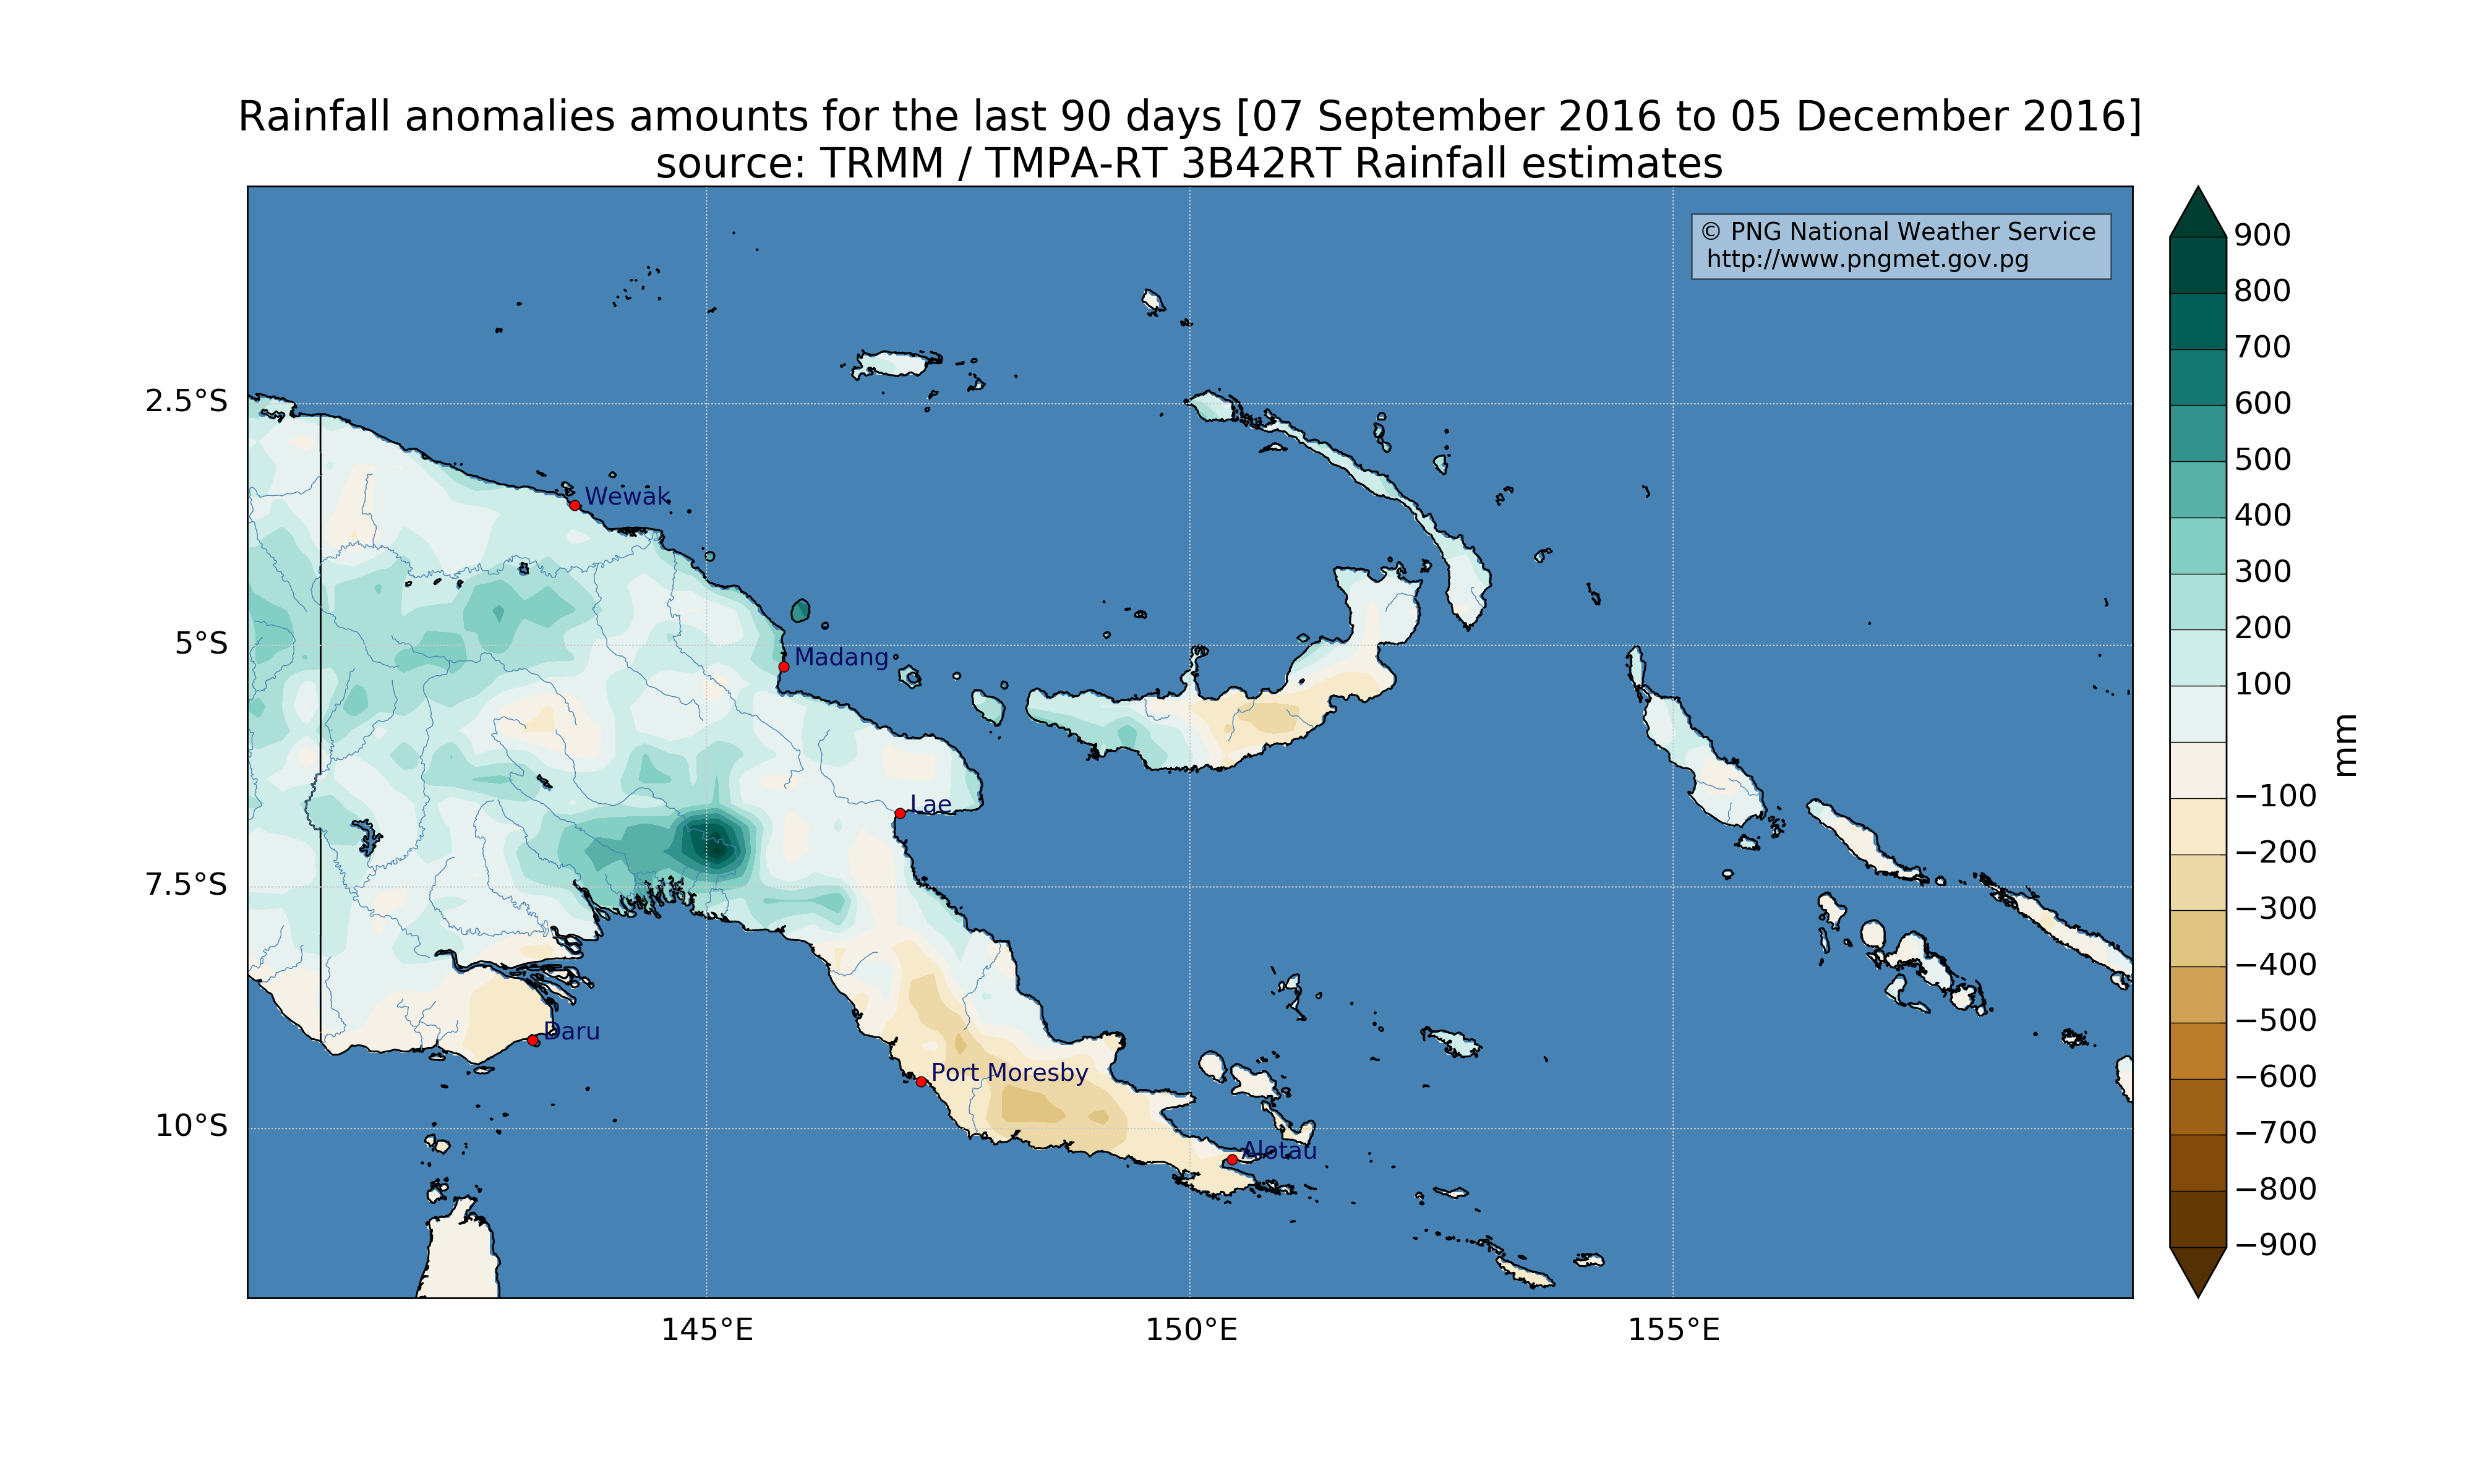 Rainfall anomalies amounts for the last 90 days [07 September 2016 to 05 December 2016]
source: TRMM / TMPA-RT 3B42RT Rainfall estimates
© PNG National Weather Service
http://www.pngmet.gov.pg
2.5°S
5°S
7.5°S
10°S
Wewak
Madang
Lae
Daru
Port Moresby
Alotau
145°E
150°E
155°E
900
800
700
600
500
400
300
200
100
−100
−200
−300
−400
−500
−600
−700
−800
−900
mm